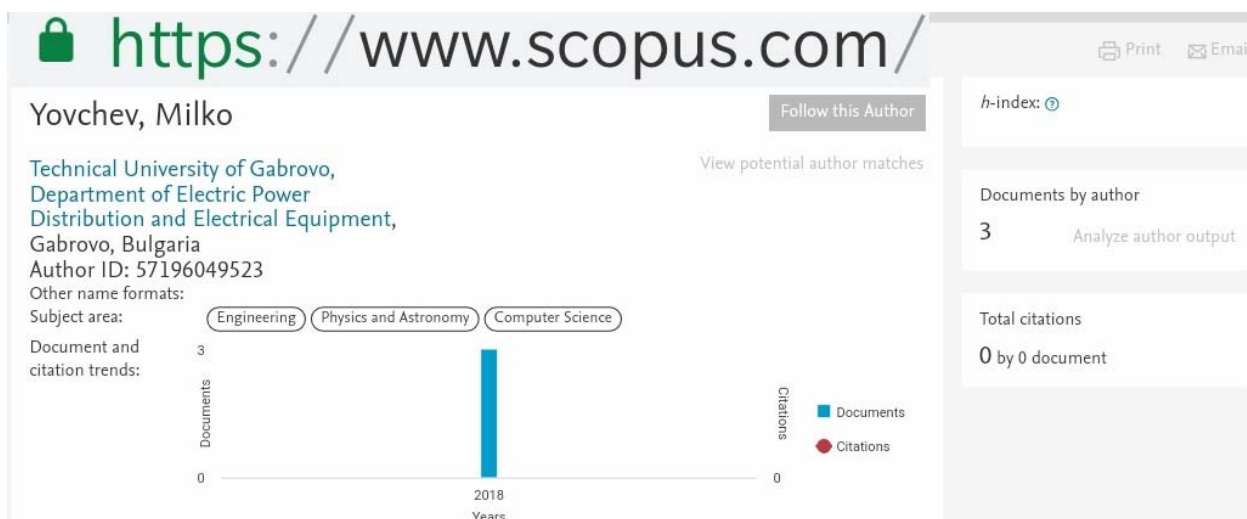 https://www.scopus.com/
Print Emai
Yovchev, Milko
Follow this Author
h-index:
Technical University of Gabrovo,
View potential author matches
Department of Electric Power
Distribution and Electrical Equipment,
Gabrovo, Bulgaria
Author ID: 57196049523
Documents by author
3 Analyze author output
Other name formats:
Subject area: Engineering Physics and Astronomy Computer Science
Total citations
0 by 0 document
Document and
citation trends:
3
Documents
0
2018
Years
Citations
0
Documents
Citations